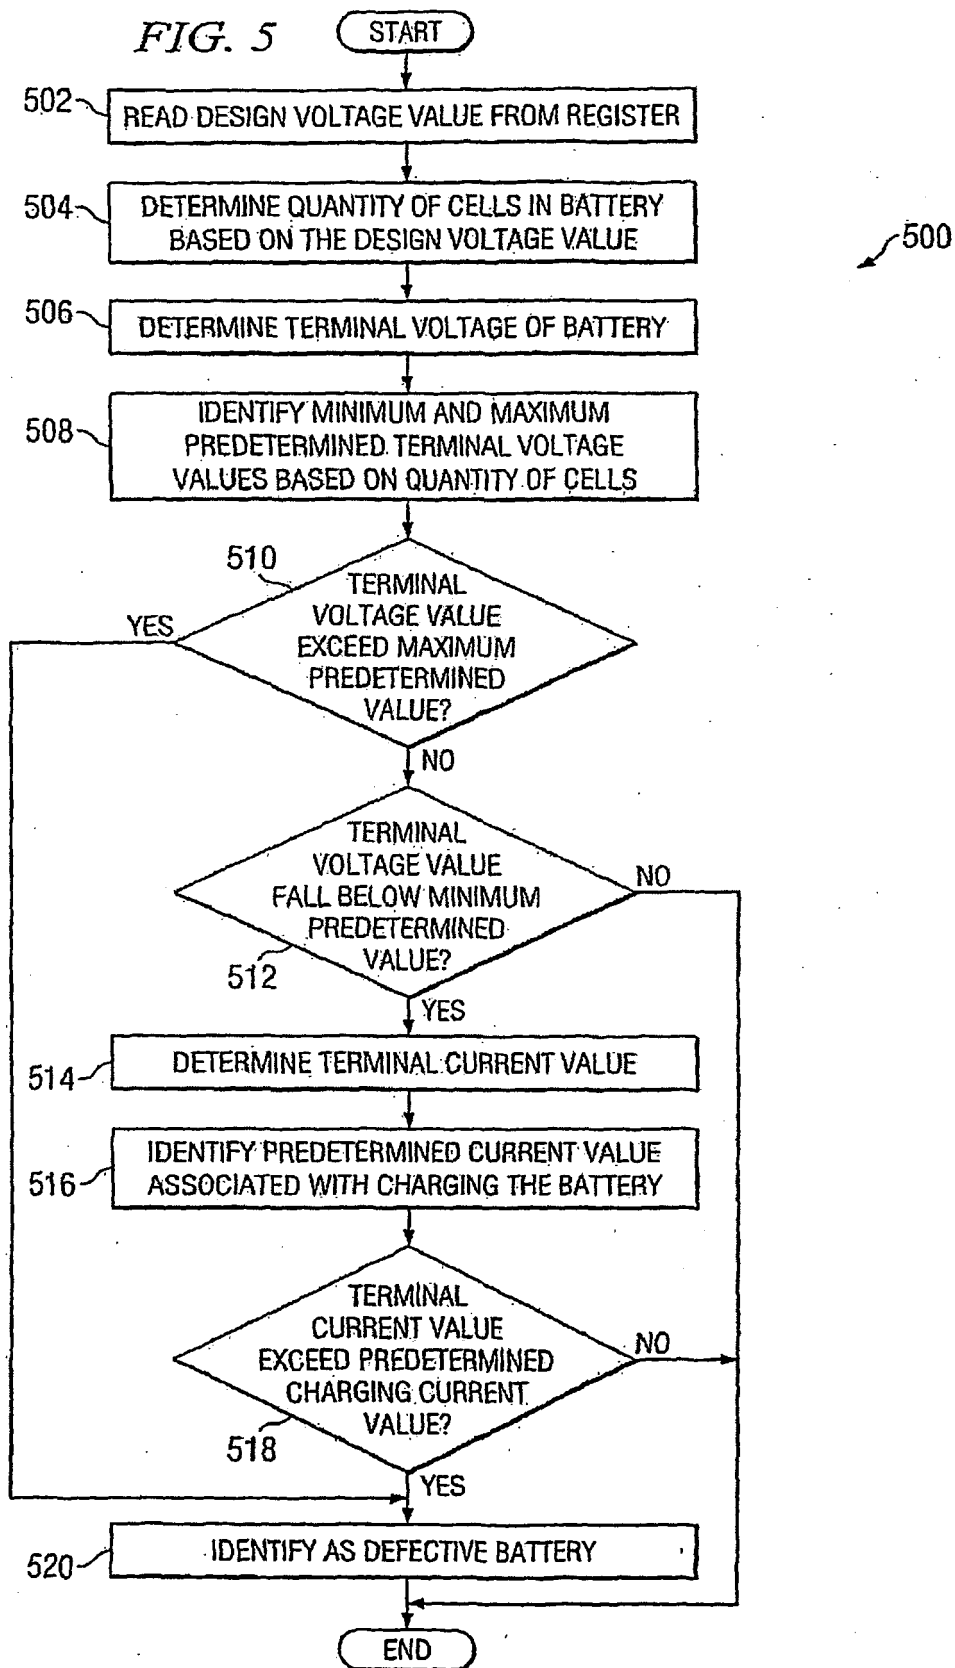 FIG. 5
START
502
READ DESIGN VOLTAGE VALUE FROM REGISTER
504
DETERMINE QUANTITY OF CELLS IN BATTERY
BASED ON THE DESIGN VOLTAGE VALUE
500
506
DETERMINE TERMINAL VOLTAGE OF BATTERY
508
IDENTIFY MINIMUM AND MAXIMUM
PREDETERMINED TERMINAL VOLTAGE
VALUES BASED ON QUANTITY OF CELLS
510
TERMINAL
VOLTAGE VALUE
EXCEED MAXIMUM
PREDETERMINED
VALUE?
YES
NO
TERMINAL
VOLTAGE VALUE
FALL BELOW MINIMUM
PREDETERMINED
VALUE?
NO
512
YES
514
DETERMINE TERMINAL CURRENT VALUE
516
IDENTIFY PREDETERMINED CURRENT VALUE
ASSOCIATED WITH CHARGING THE BATTERY
TERMINAL
CURRENT VALUE
EXCEED PREDETERMINED
CHARGING CURRENT
VALUE?
NO
518
YES
520
IDENTIFY AS DEFECTIVE BATTERY
END